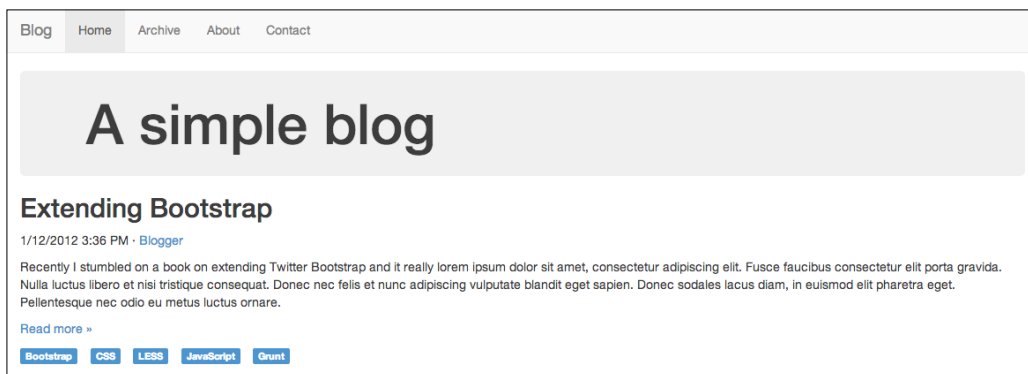 Blog Home Archive About Contact
A simple blog
Extending Bootstrap
1/12/2012 3:36 PM · Blogger
Recently I stumbled on a book on extending Twitter Bootstrap and it really lorem ipsum dolor sit amet, consectetur adipiscing elit. Fusce faucibus consectetur elit porta gravida.
Nulla luctus libero et nisi tristique consequat. Donec nec felis et nunc adipiscing vulputate blandit eget sapien. Donec sodales lacus diam, in euismod elit pharetra eget.
Pellentesque nec odio eu metus luctus ornare.
Read more »
Bootstrap CSS LESS JavaScript Grunt